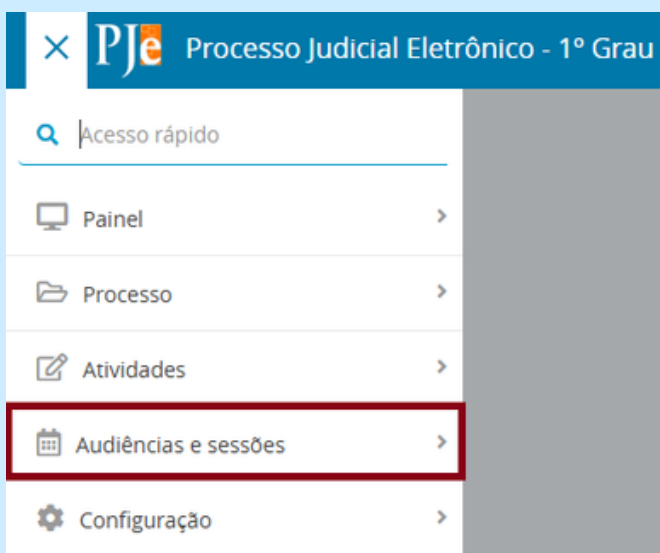 PJe Processo Judicial Eletrônico - 1º Grau
Acesso rápido
Painel
Processo
Atividades
Audiências e sessões
Configuração